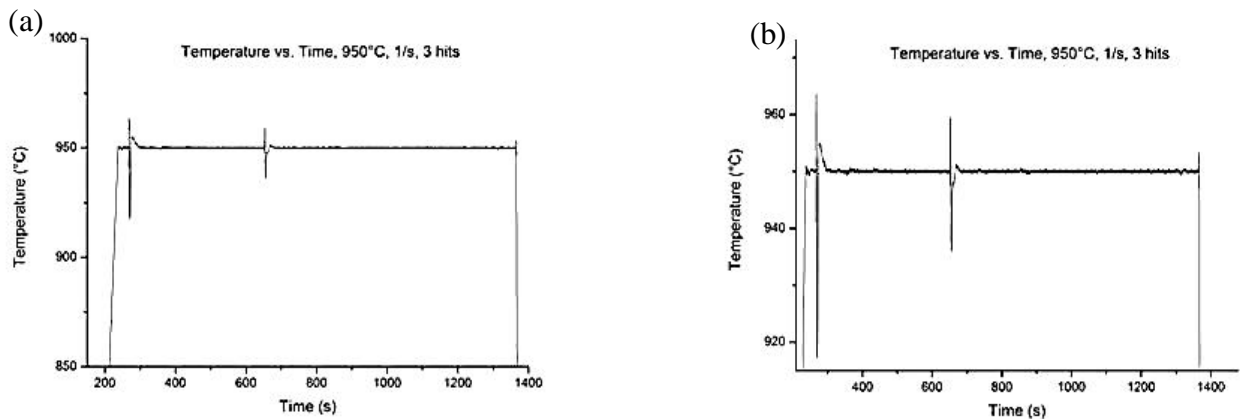 (a)
Temperature vs. Time, 950°C, 1/s, 3 hits
1000
950
900
850
Temperature (°C)
200 400 600 800 1000 1200 1400
Time (s)
(b)
Temperature vs. Time, 950°C, 1/s, 3 hits
960
940
920
Temperature (°C)
400 600 800 1000 1200 1400
Time (s)